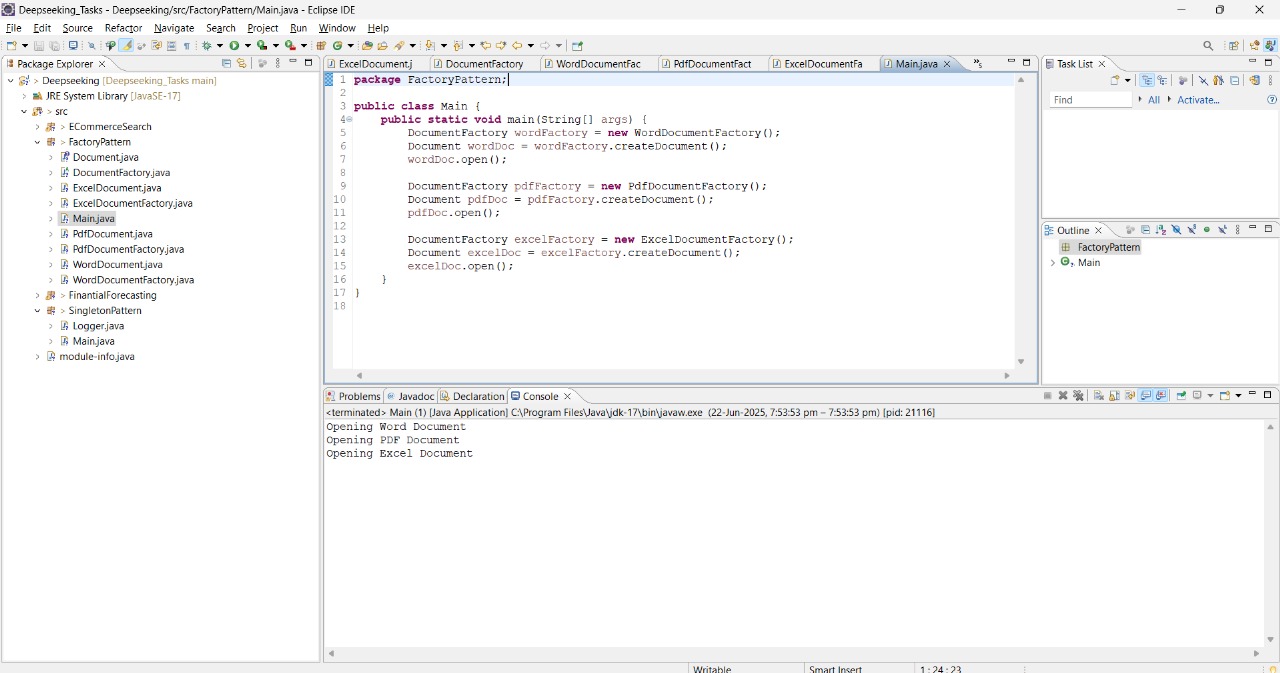 Deepseeking_Tasks - Deepseeking/src/FactoryPattern/Main.java - Eclipse IDE
File Edit Source Refactor Navigate Search Project Run Window Help
Package Explorer
> Deepseeking [Deepseeking_Tasks main]
JRE System Library [JavaSE-17]
> src
> ECommerceSearch
> FactoryPattern
Document.java
DocumentFactory.java
ExcelDocument.java
ExcelDocumentFactory.java
Main.java
PdfDocument.java
PdfDocumentFactory.java
WordDocument.java
WordDocumentFactory.java
> FinantialForecasting
> SingletonPattern
Logger.java
Main.java
module-info.java
ExcelDocument.j DocumentFactory WordDocumentFac PdfDocumentFact ExcelDocumentFa Main.java »5
1 package FactoryPattern;
2
3 public class Main {
4 public static void main(String[] args) {
5 DocumentFactory wordFactory = new WordDocumentFactory();
6 Document wordDoc = wordFactory.createDocument();
7 wordDoc.open();
8
9 DocumentFactory pdfFactory = new PdfDocumentFactory();
10 Document pdfDoc = pdfFactory.createDocument();
11 pdfDoc.open();
12
13 DocumentFactory excelFactory = new ExcelDocumentFactory();
14 Document excelDoc = excelFactory.createDocument();
15 excelDoc.open();
16 }
17 }
18
Task List
Find All Activate...
Outline
FactoryPattern
Main
Problems Javadoc Declaration Console
<terminated> Main (1) [Java Application] C:\Program Files\Java\jdk-17\bin\javaw.exe (22-Jun-2025, 7:53:53 pm – 7:53:53 pm) [pid: 21116]
Opening Word Document
Opening PDF Document
Opening Excel Document
Writable Smart Insert 1 : 24 : 23